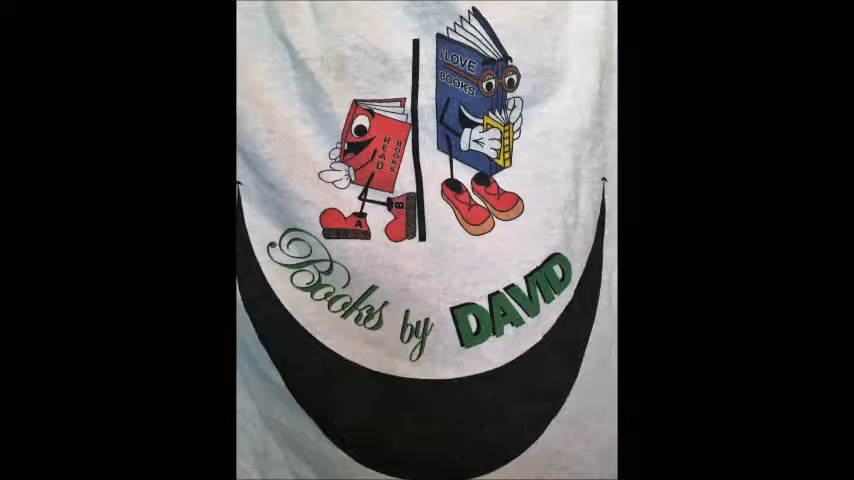 I LOVE
BOOKS
READ
BOOKS
A
B
Books by DAVID